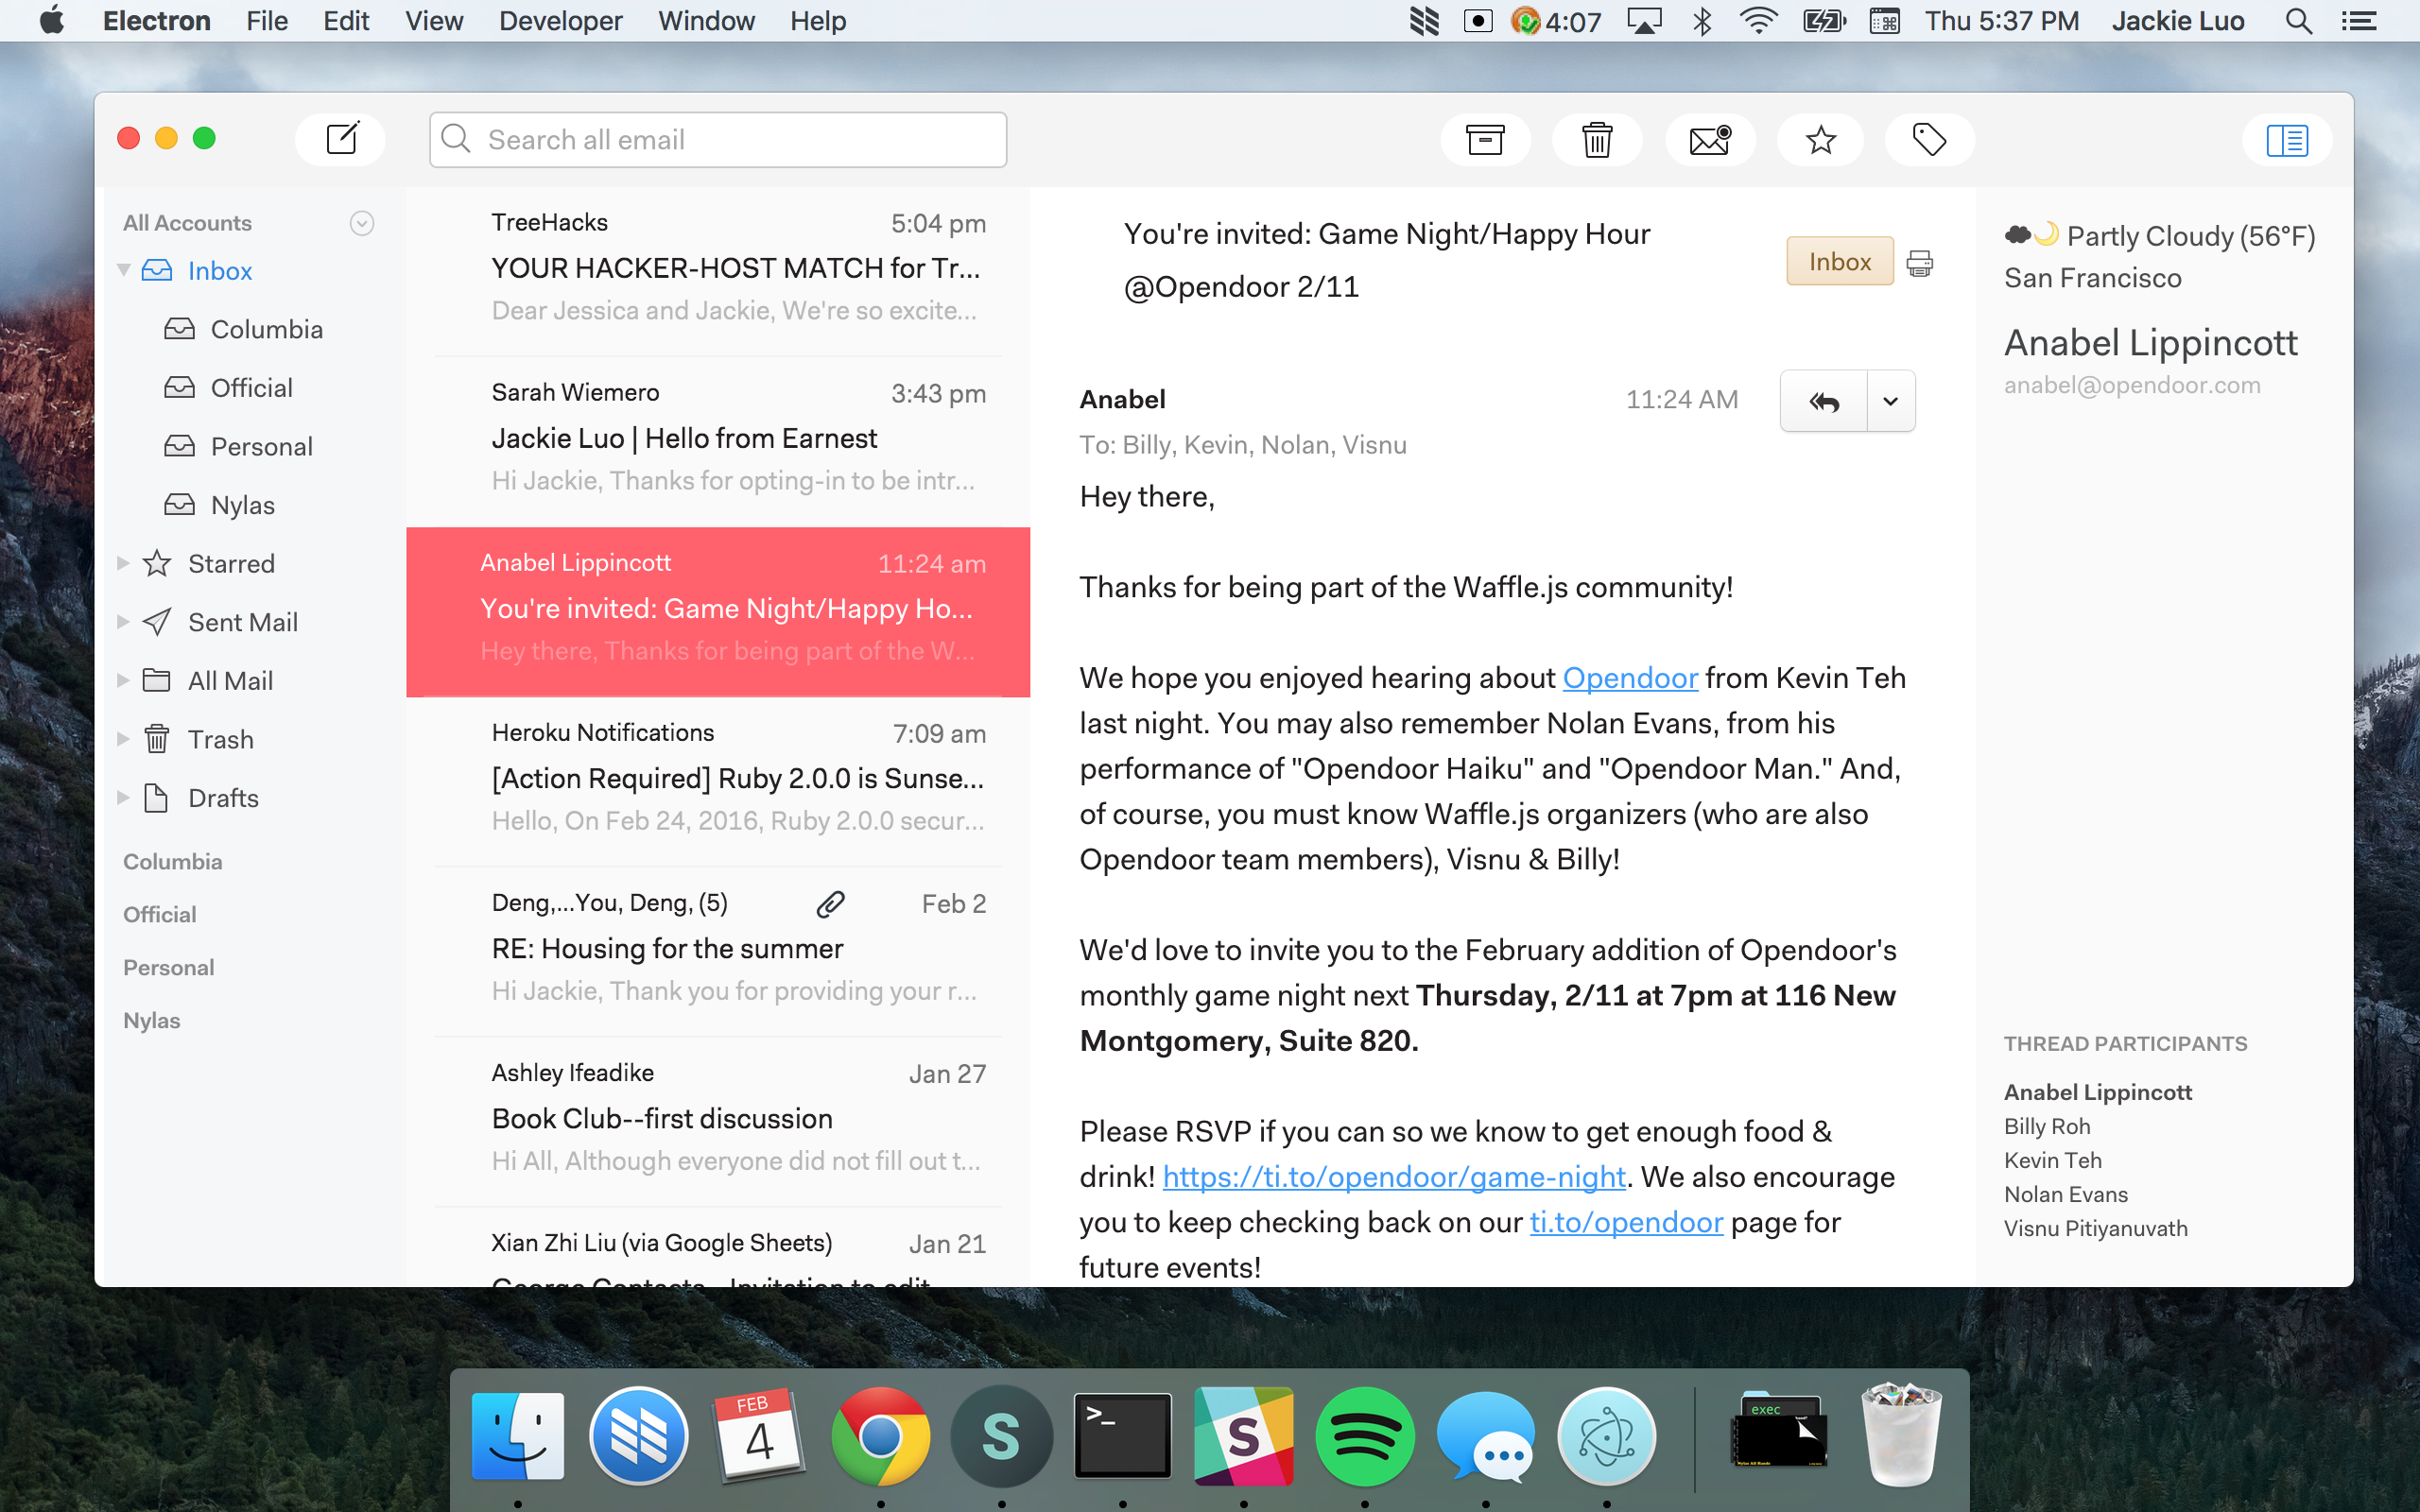 Electron File Edit View Developer Window Help
4:07 Thu 5:37 PM Jackie Luo
Search all email
All Accounts
Inbox
Columbia
Official
Personal
Nylas
Starred
Sent Mail
All Mail
Trash
Drafts
Columbia
Official
Personal
Nylas
TreeHacks 5:04 pm
YOUR HACKER-HOST MATCH for Tr...
Dear Jessica and Jackie, We're so excite...
Sarah Wiemero 3:43 pm
Jackie Luo | Hello from Earnest
Hi Jackie, Thanks for opting-in to be intr...
Anabel Lippincott 11:24 am
You're invited: Game Night/Happy Ho...
Hey there, Thanks for being part of the W...
Heroku Notifications 7:09 am
[Action Required] Ruby 2.0.0 is Sunse...
Hello, On Feb 24, 2016, Ruby 2.0.0 secur...
Deng,...You, Deng, (5) Feb 2
RE: Housing for the summer
Hi Jackie, Thank you for providing your r...
Ashley Ifeadike Jan 27
Book Club--first discussion
Hi All, Although everyone did not fill out t...
Xian Zhi Liu (via Google Sheets) Jan 21
George Contacts - Invitation to edit
You're invited: Game Night/Happy Hour
@Opendoor 2/11
Inbox
Anabel 11:24 AM
To: Billy, Kevin, Nolan, Visnu
Hey there,
Thanks for being part of the Waffle.js community!
We hope you enjoyed hearing about Opendoor from Kevin Teh
last night. You may also remember Nolan Evans, from his
performance of "Opendoor Haiku" and "Opendoor Man." And,
of course, you must know Waffle.js organizers (who are also
Opendoor team members), Visnu & Billy!
We'd love to invite you to the February addition of Opendoor's
monthly game night next Thursday, 2/11 at 7pm at 116 New
Montgomery, Suite 820.
Please RSVP if you can so we know to get enough food &
drink! https://ti.to/opendoor/game-night. We also encourage
you to keep checking back on our ti.to/opendoor page for
future events!
Partly Cloudy (56°F)
San Francisco
Anabel Lippincott
anabel@opendoor.com
THREAD PARTICIPANTS
Anabel Lippincott
Billy Roh
Kevin Teh
Nolan Evans
Visnu Pitiyanuvath
FEB
4
S
>_
S
exec